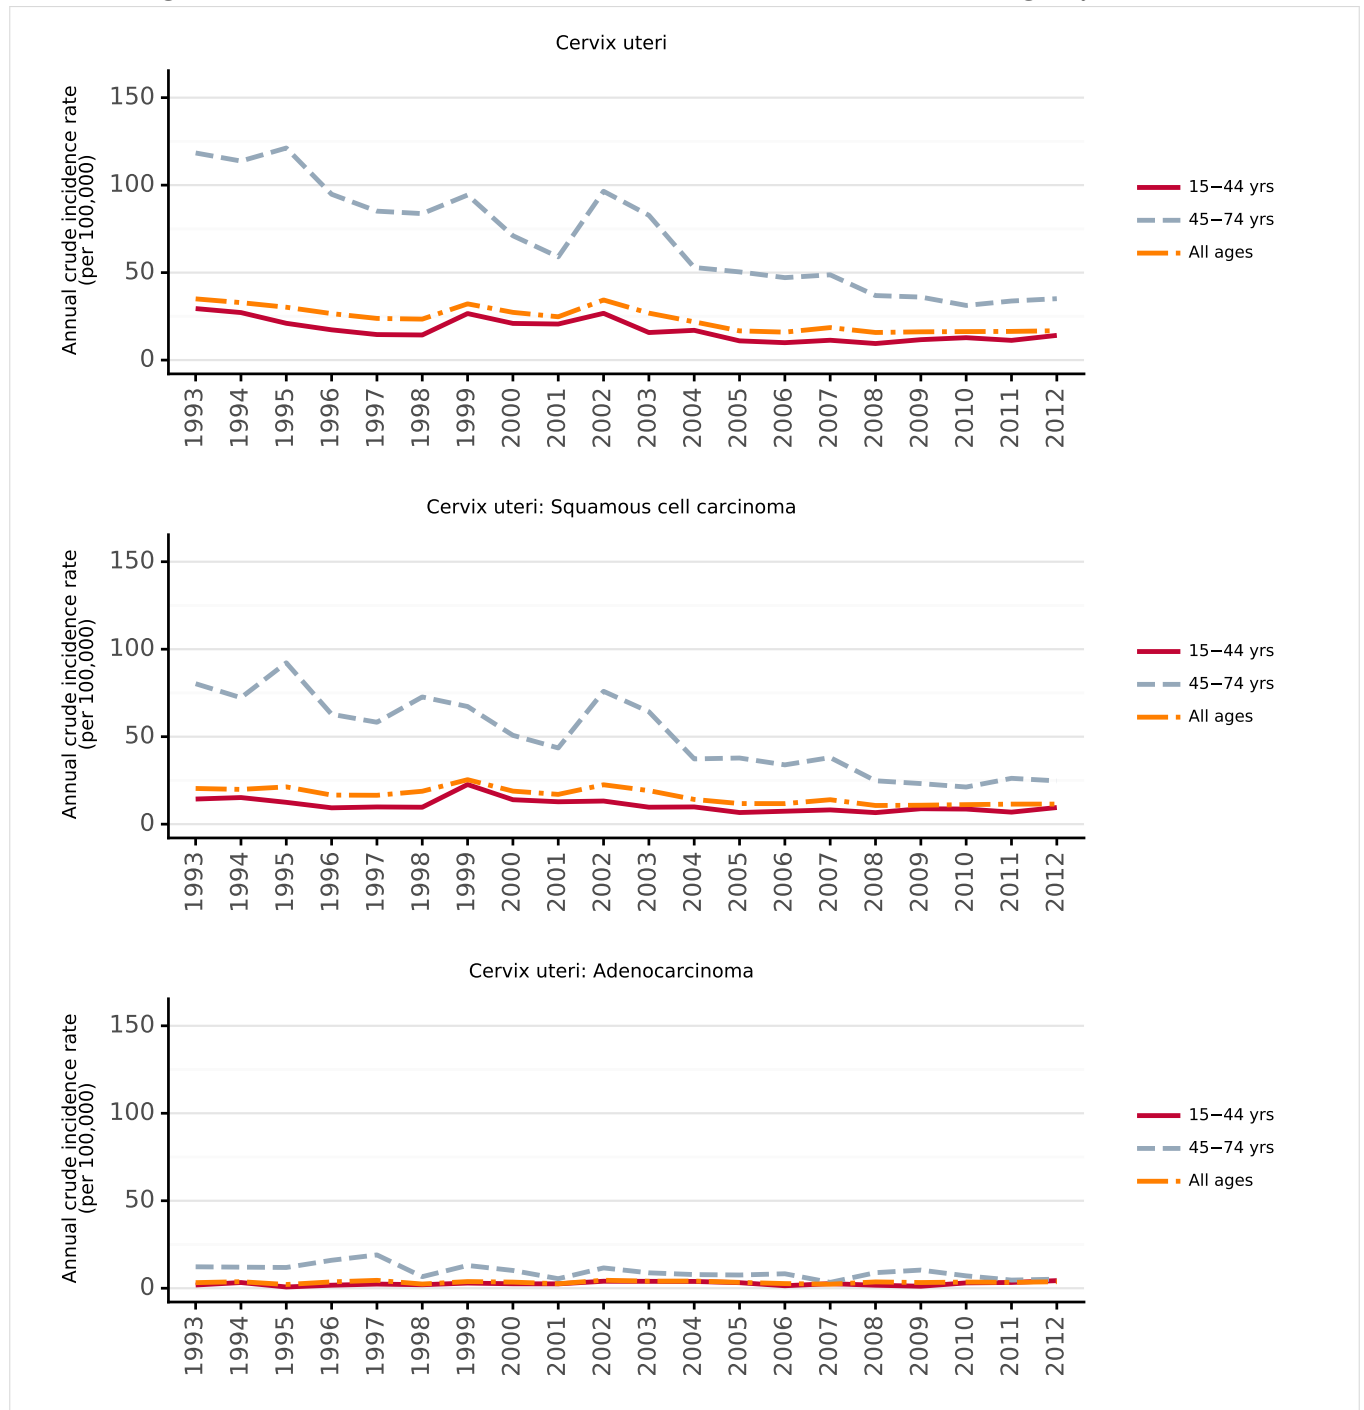 Cervix uteri
Annual crude incidence rate
(per 100,000)
150
100
50
0
1993 1994 1995 1996 1997 1998 1999 2000 2001 2002 2003 2004 2005 2006 2007 2008 2009 2010 2011 2012
15−44 yrs
45−74 yrs
All ages
Cervix uteri: Squamous cell carcinoma
Annual crude incidence rate
(per 100,000)
150
100
50
0
1993 1994 1995 1996 1997 1998 1999 2000 2001 2002 2003 2004 2005 2006 2007 2008 2009 2010 2011 2012
15−44 yrs
45−74 yrs
All ages
Cervix uteri: Adenocarcinoma
Annual crude incidence rate
(per 100,000)
150
100
50
0
1993 1994 1995 1996 1997 1998 1999 2000 2001 2002 2003 2004 2005 2006 2007 2008 2009 2010 2011 2012
15−44 yrs
45−74 yrs
All ages